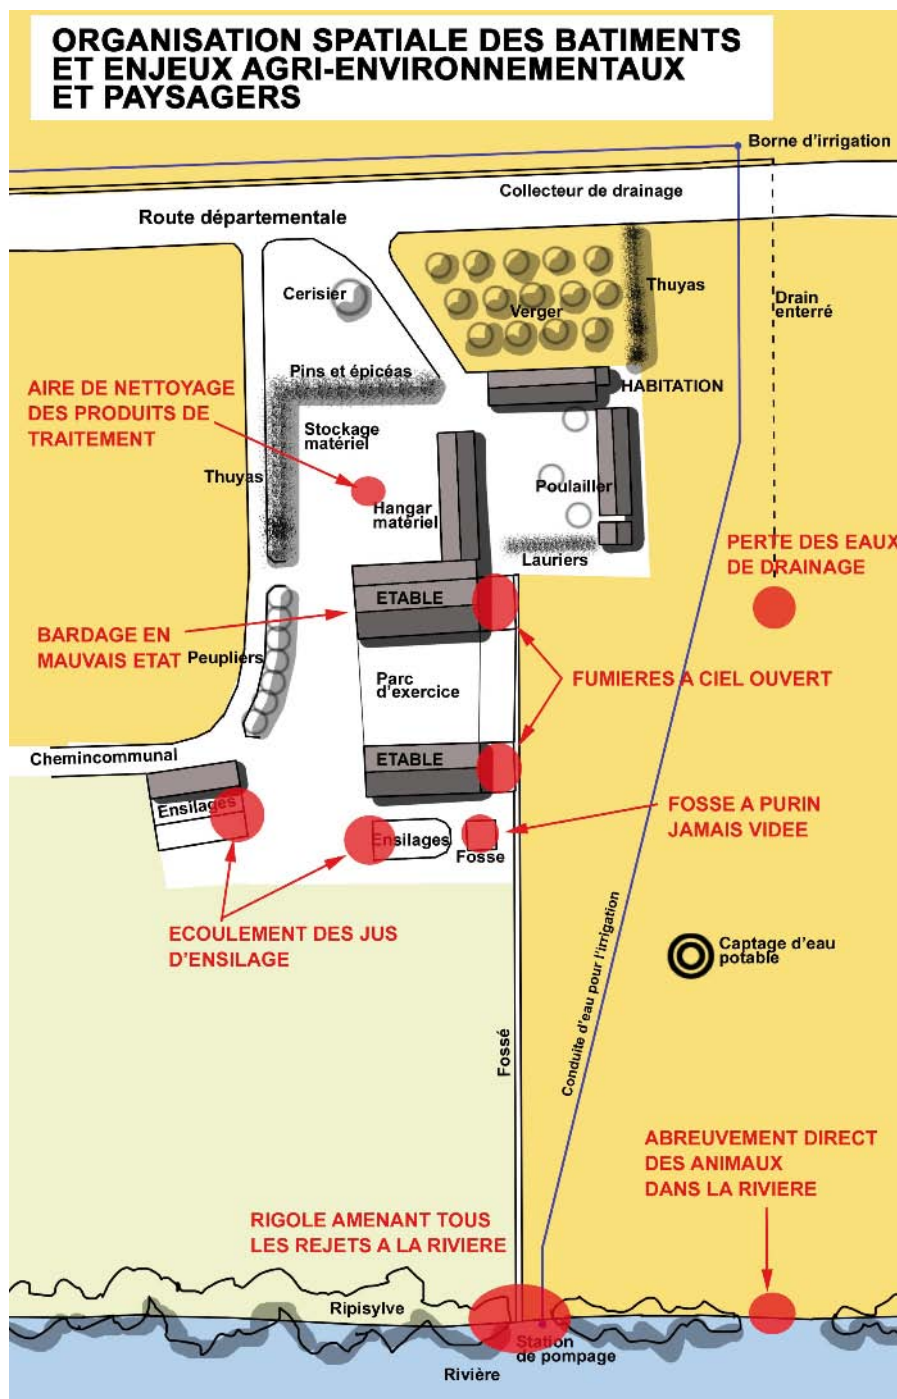 ORGANISATION SPATIALE DES BATIMENTS
ET ENJEUX AGRI-ENVIRONNEMENTAUX
ET PAYSAGERS
Borne d'irrigation
Collecteur de drainage
Route départementale
Cerisier
Thuyas
Verger
Drain
enterré
Pins et épicéas
HABITATION
AIRE DE NETTOYAGE
DES PRODUITS DE
TRAITEMENT
Stockage
matériel
Thuyas
Hangar
matériel
Poulailler
Lauriers
PERTE DES EAUX
DE DRAINAGE
ETABLE
BARDAGE EN
MAUVAIS ETAT
Peupliers
Parc
d'exercice
FUMIERES A CIEL OUVERT
Chemincommunal
ETABLE
Ensilages
Ensilages
Fosse
FOSSE A PURIN
JAMAIS VIDEE
ECOULEMENT DES JUS
D'ENSILAGE
Captage d'eau
potable
Conduite d'eau pour l'irrigation
Fossé
ABREUVEMENT DIRECT
DES ANIMAUX
DANS LA RIVIERE
RIGOLE AMENANT TOUS
LES REJETS A LA RIVIERE
Ripisylve
Station
de pompage
Rivière